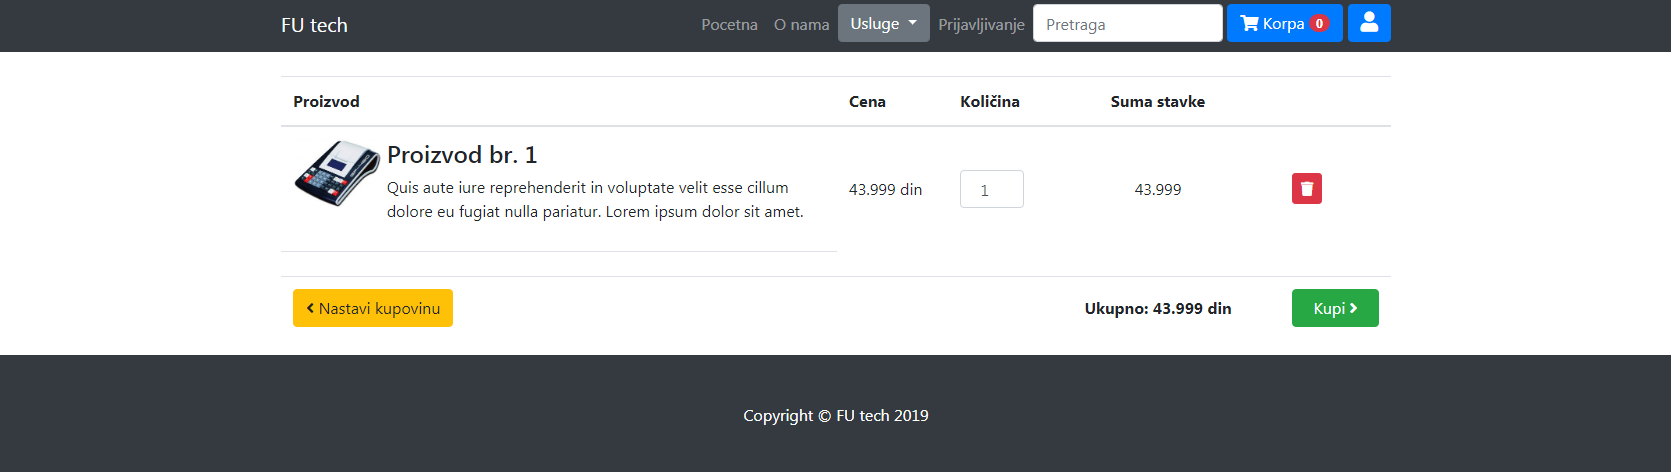 FU tech
Pocetna
O nama
Usluge
Prijavljivanje
Pretraga
Korpa 0
Proizvod
Cena
Količina
Suma stavke
Proizvod br. 1
Quis aute iure reprehenderit in voluptate velit esse cillum
dolore eu fugiat nulla pariatur. Lorem ipsum dolor sit amet.
43.999 din
1
43.999
Nastavi kupovinu
Ukupno: 43.999 din
Kupi
Copyright © FU tech 2019